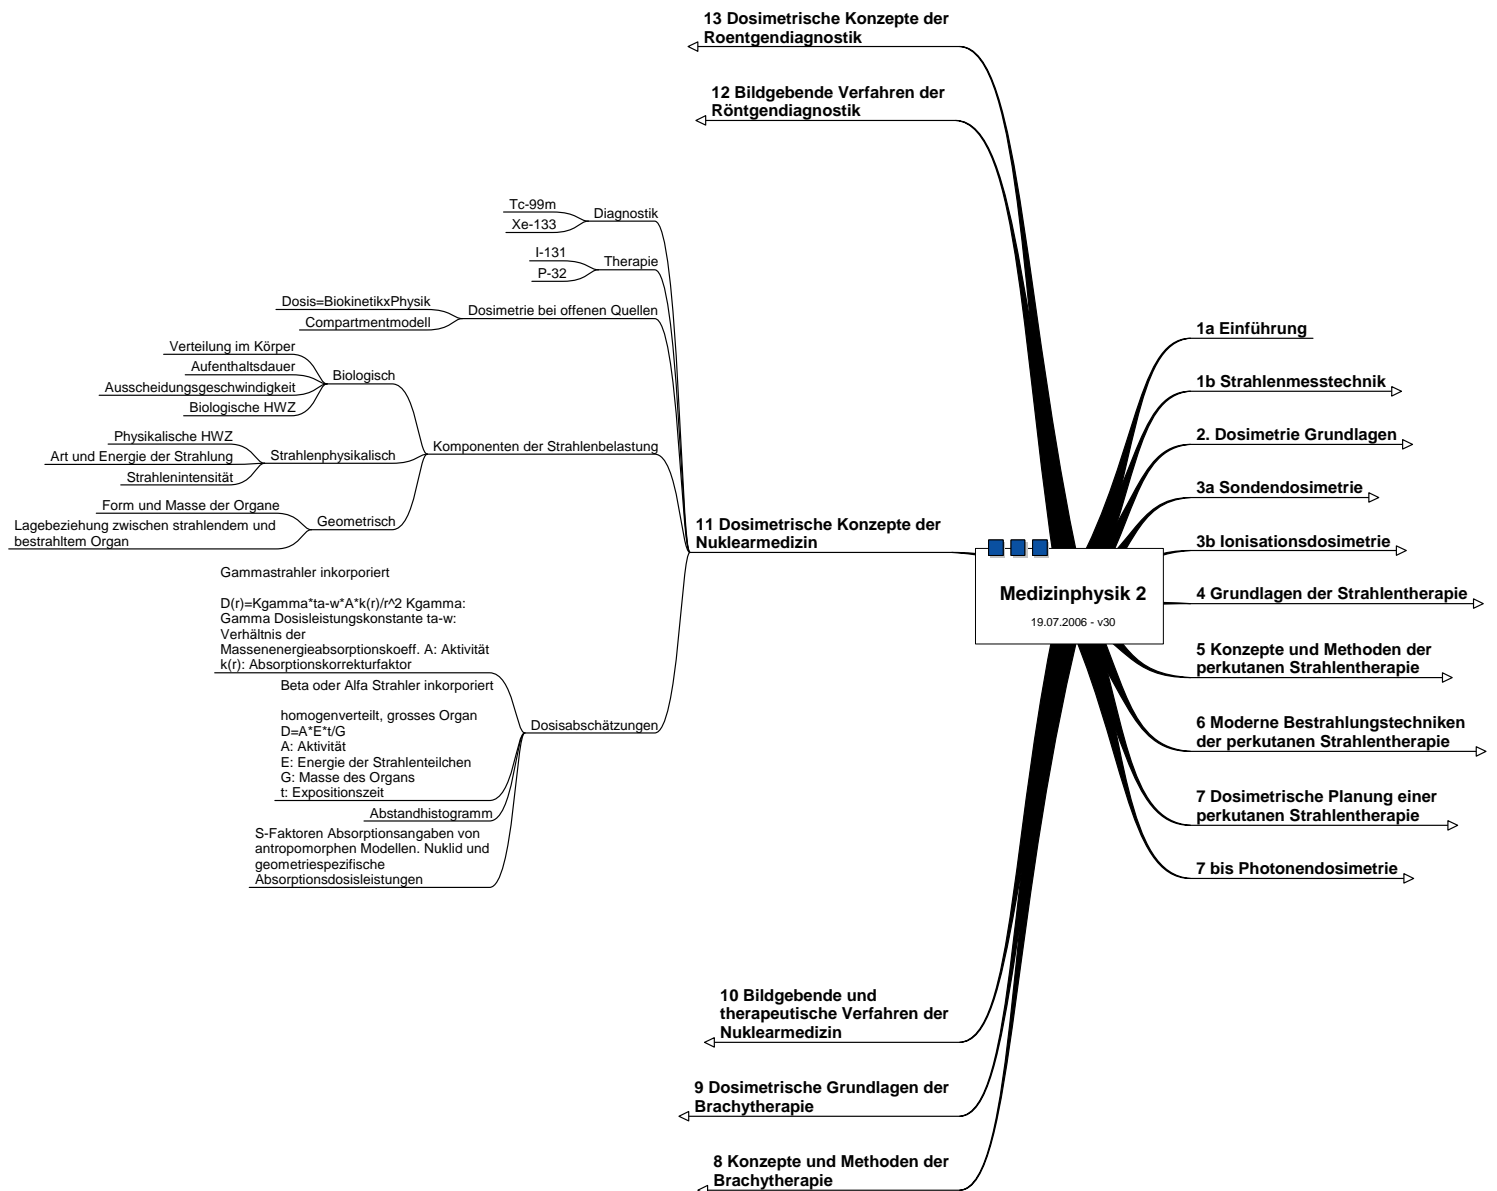 13 Dosimetrische Konzepte der
Roentgendiagnostik
12 Bildgebende Verfahren der
Röntgendiagnostik
Tc-99m
Xe-133
Diagnostik
I-131
P-32
Therapie
Dosis=BiokinetikxPhysik
Compartmentmodell
Dosimetrie bei offenen Quellen
Verteilung im Körper
Aufenthaltsdauer
Ausscheidungsgeschwindigkeit
Biologische HWZ
Biologisch
Physikalische HWZ
Art und Energie der Strahlung
Strahlenintensität
Strahlenphysikalisch
Form und Masse der Organe
Lagebeziehung zwischen strahlendem und
bestrahltem Organ
Geometrisch
Komponenten der Strahlenbelastung
Gammastrahler inkorporiert
D(r)=Kgamma*ta-w*A*k(r)/r^2 Kgamma:
Gamma Dosisleistungskonstante ta-w:
Verhältnis der
Massenenergieabsorptionskoeff. A: Aktivität
k(r): Absorptionskorrekturfaktor
Beta oder Alfa Strahler inkorporiert
homogenverteilt, grosses Organ
D=A*E*t/G
A: Aktivität
E: Energie der Strahlenteilchen
G: Masse des Organs
t: Expositionszeit
Abstandhistogramm
S-Faktoren Absorptionsangaben von
antropomorphen Modellen. Nuklid und
geometriespezifische
Absorptionsdosisleistungen
Dosisabschätzungen
11 Dosimetrische Konzepte der
Nuklearmedizin
10 Bildgebende und
therapeutische Verfahren der
Nuklearmedizin
9 Dosimetrische Grundlagen der
Brachytherapie
8 Konzepte und Methoden der
Brachytherapie
Medizinphysik 2
19.07.2006 - v30
1a Einführung
1b Strahlenmesstechnik
2. Dosimetrie Grundlagen
3a Sondendosimetrie
3b Ionisationsdosimetrie
4 Grundlagen der Strahlentherapie
5 Konzepte und Methoden der
perkutanen Strahlentherapie
6 Moderne Bestrahlungstechniken
der perkutanen Strahlentherapie
7 Dosimetrische Planung einer
perkutanen Strahlentherapie
7 bis Photonendosimetrie